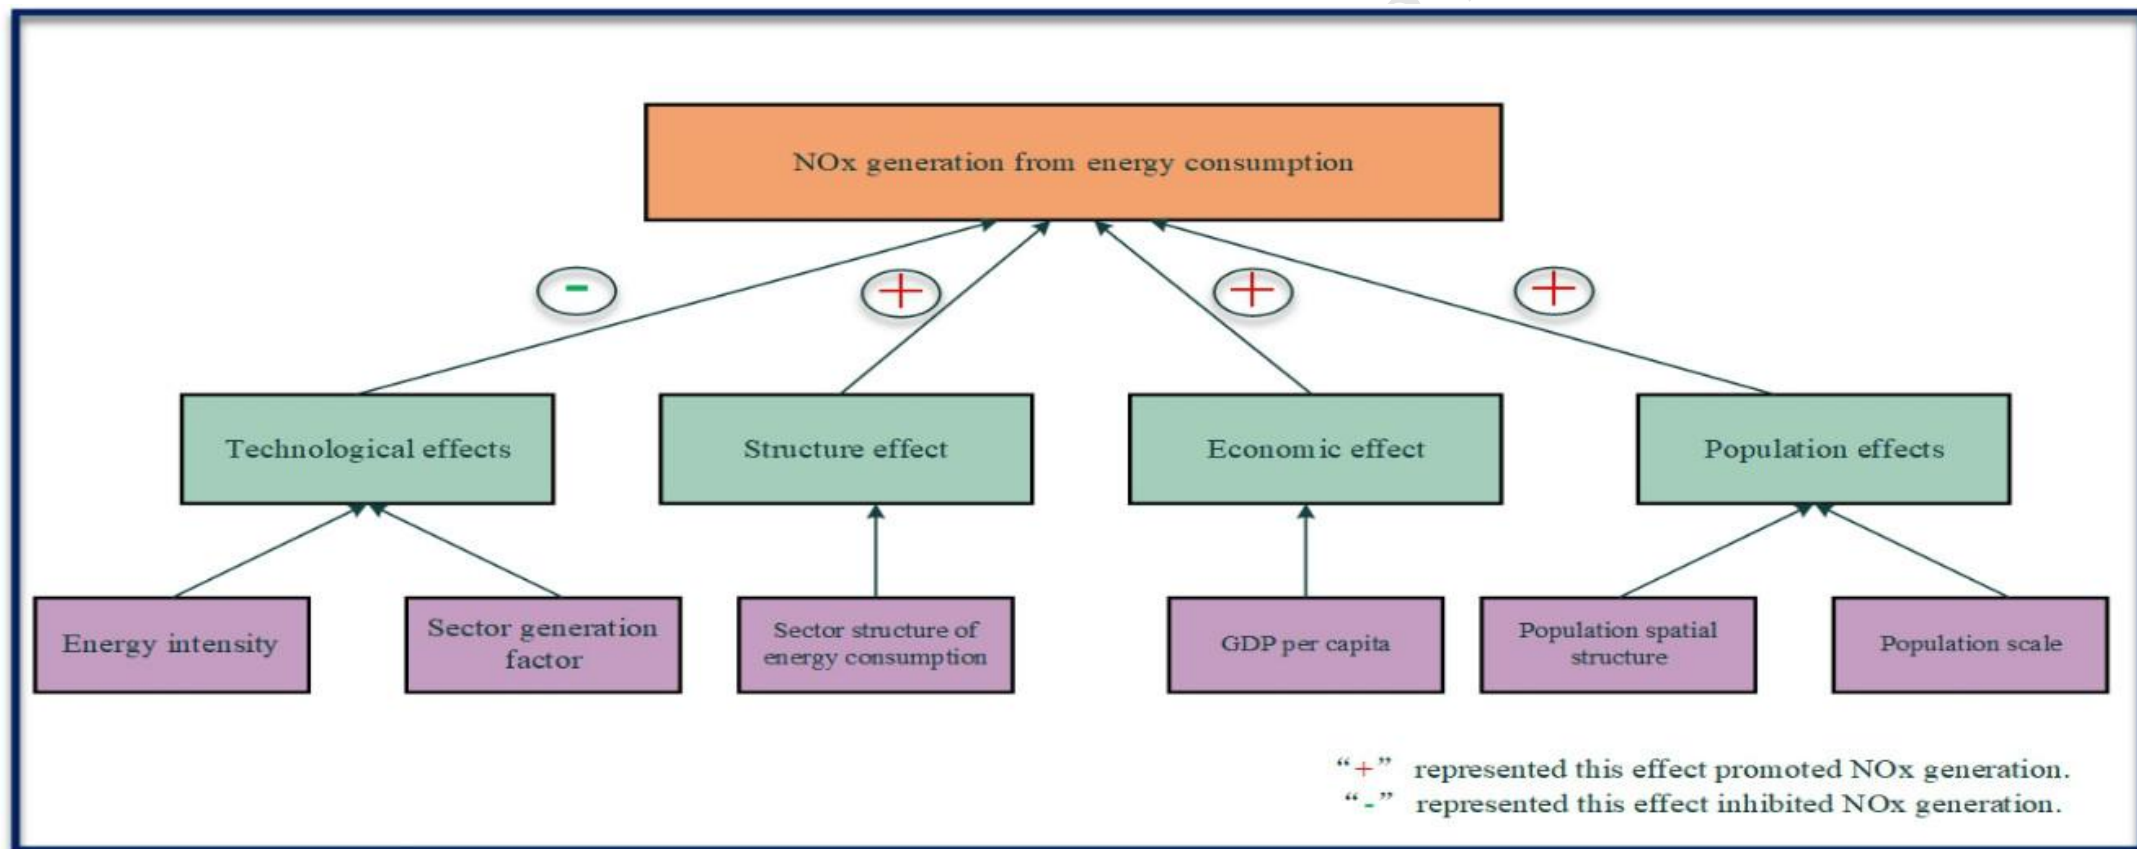 NOx generation from energy consumption
-
+
+
+
Technological effects
Structure effect
Economic effect
Population effects
Energy intensity
Sector generation
factor
Sector structure of
energy consumption
GDP per capita
Population spatial
structure
Population scale
“+” represented this effect promoted NOx generation.
“-” represented this effect inhibited NOx generation.